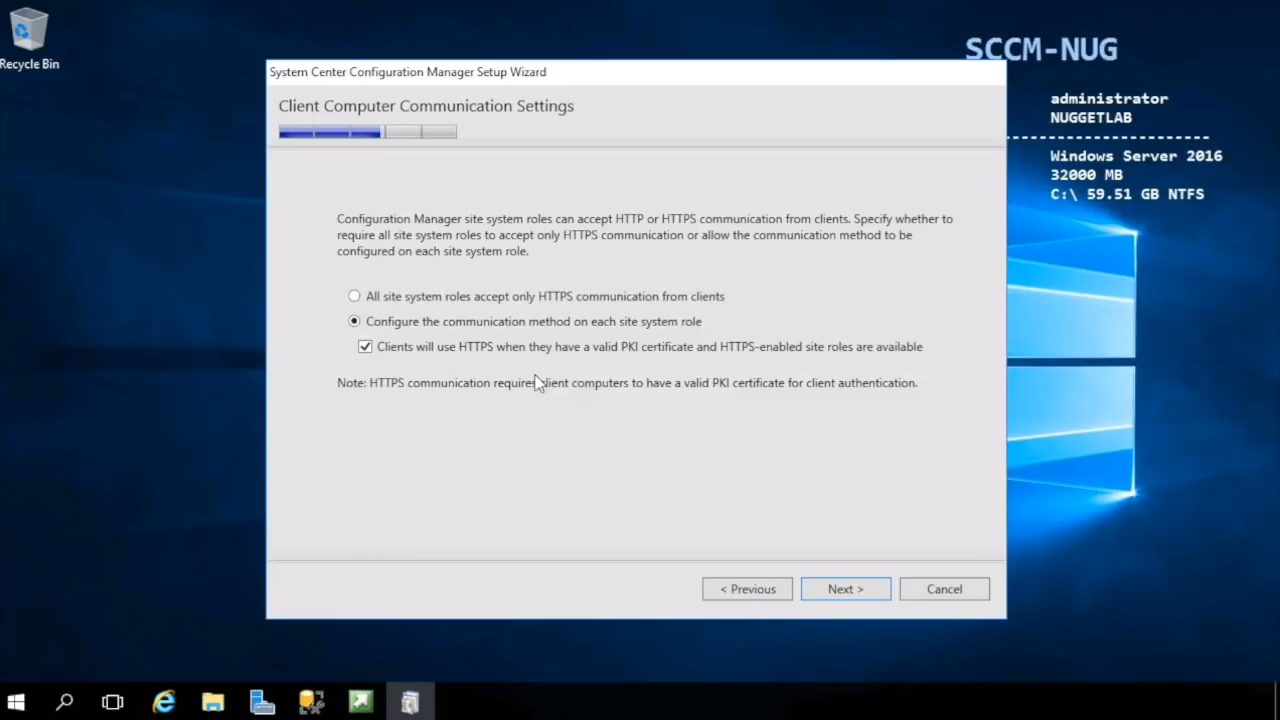 Recycle Bin
SCCM-NUG
administrator
NUGGETLAB
-----------------------
Windows Server 2016
32000 MB
C:\ 59.51 GB NTFS
System Center Configuration Manager Setup Wizard
Client Computer Communication Settings
Configuration Manager site system roles can accept HTTP or HTTPS communication from clients. Specify whether to
require all site system roles to accept only HTTPS communication or allow the communication method to be
configured on each site system role.
All site system roles accept only HTTPS communication from clients
Configure the communication method on each site system role
Clients will use HTTPS when they have a valid PKI certificate and HTTPS-enabled site roles are available
Note: HTTPS communication requires client computers to have a valid PKI certificate for client authentication.
< Previous
Next >
Cancel